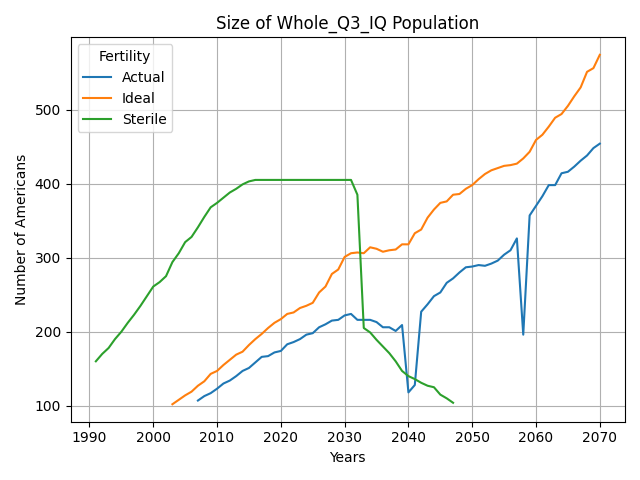 Size of Whole_Q3_IQ Population
Fertility
Actual
Ideal
Sterile
Number of Americans
500
400
300
200
100
1990 2000 2010 2020 2030 2040 2050 2060 2070
Years